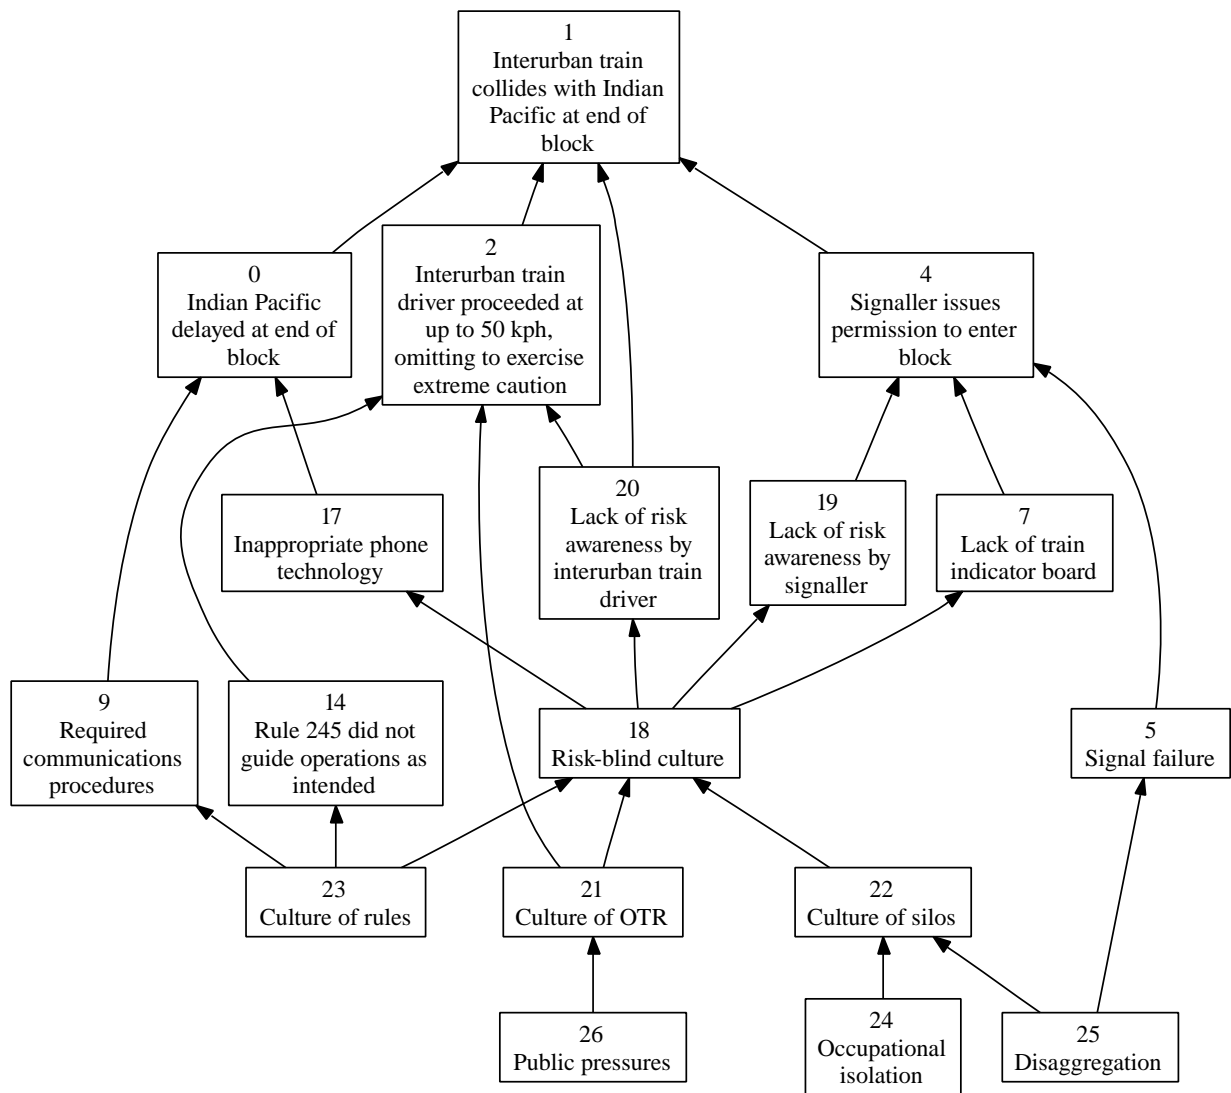 1
Interurban train
collides with Indian
Pacific at end of
block
0
Indian Pacific
delayed at end of
block
2
Interurban train
driver proceeded at
up to 50 kph,
omitting to exercise
extreme caution
4
Signaller issues
permission to enter
block
17
Inappropriate phone
technology
20
Lack of risk
awareness by
interurban train
driver
19
Lack of risk
awareness by
signaller
7
Lack of train
indicator board
9
Required
communications
procedures
14
Rule 245 did not
guide operations as
intended
18
Risk-blind culture
5
Signal failure
23
Culture of rules
21
Culture of OTR
22
Culture of silos
26
Public pressures
24
Occupational
isolation
25
Disaggregation